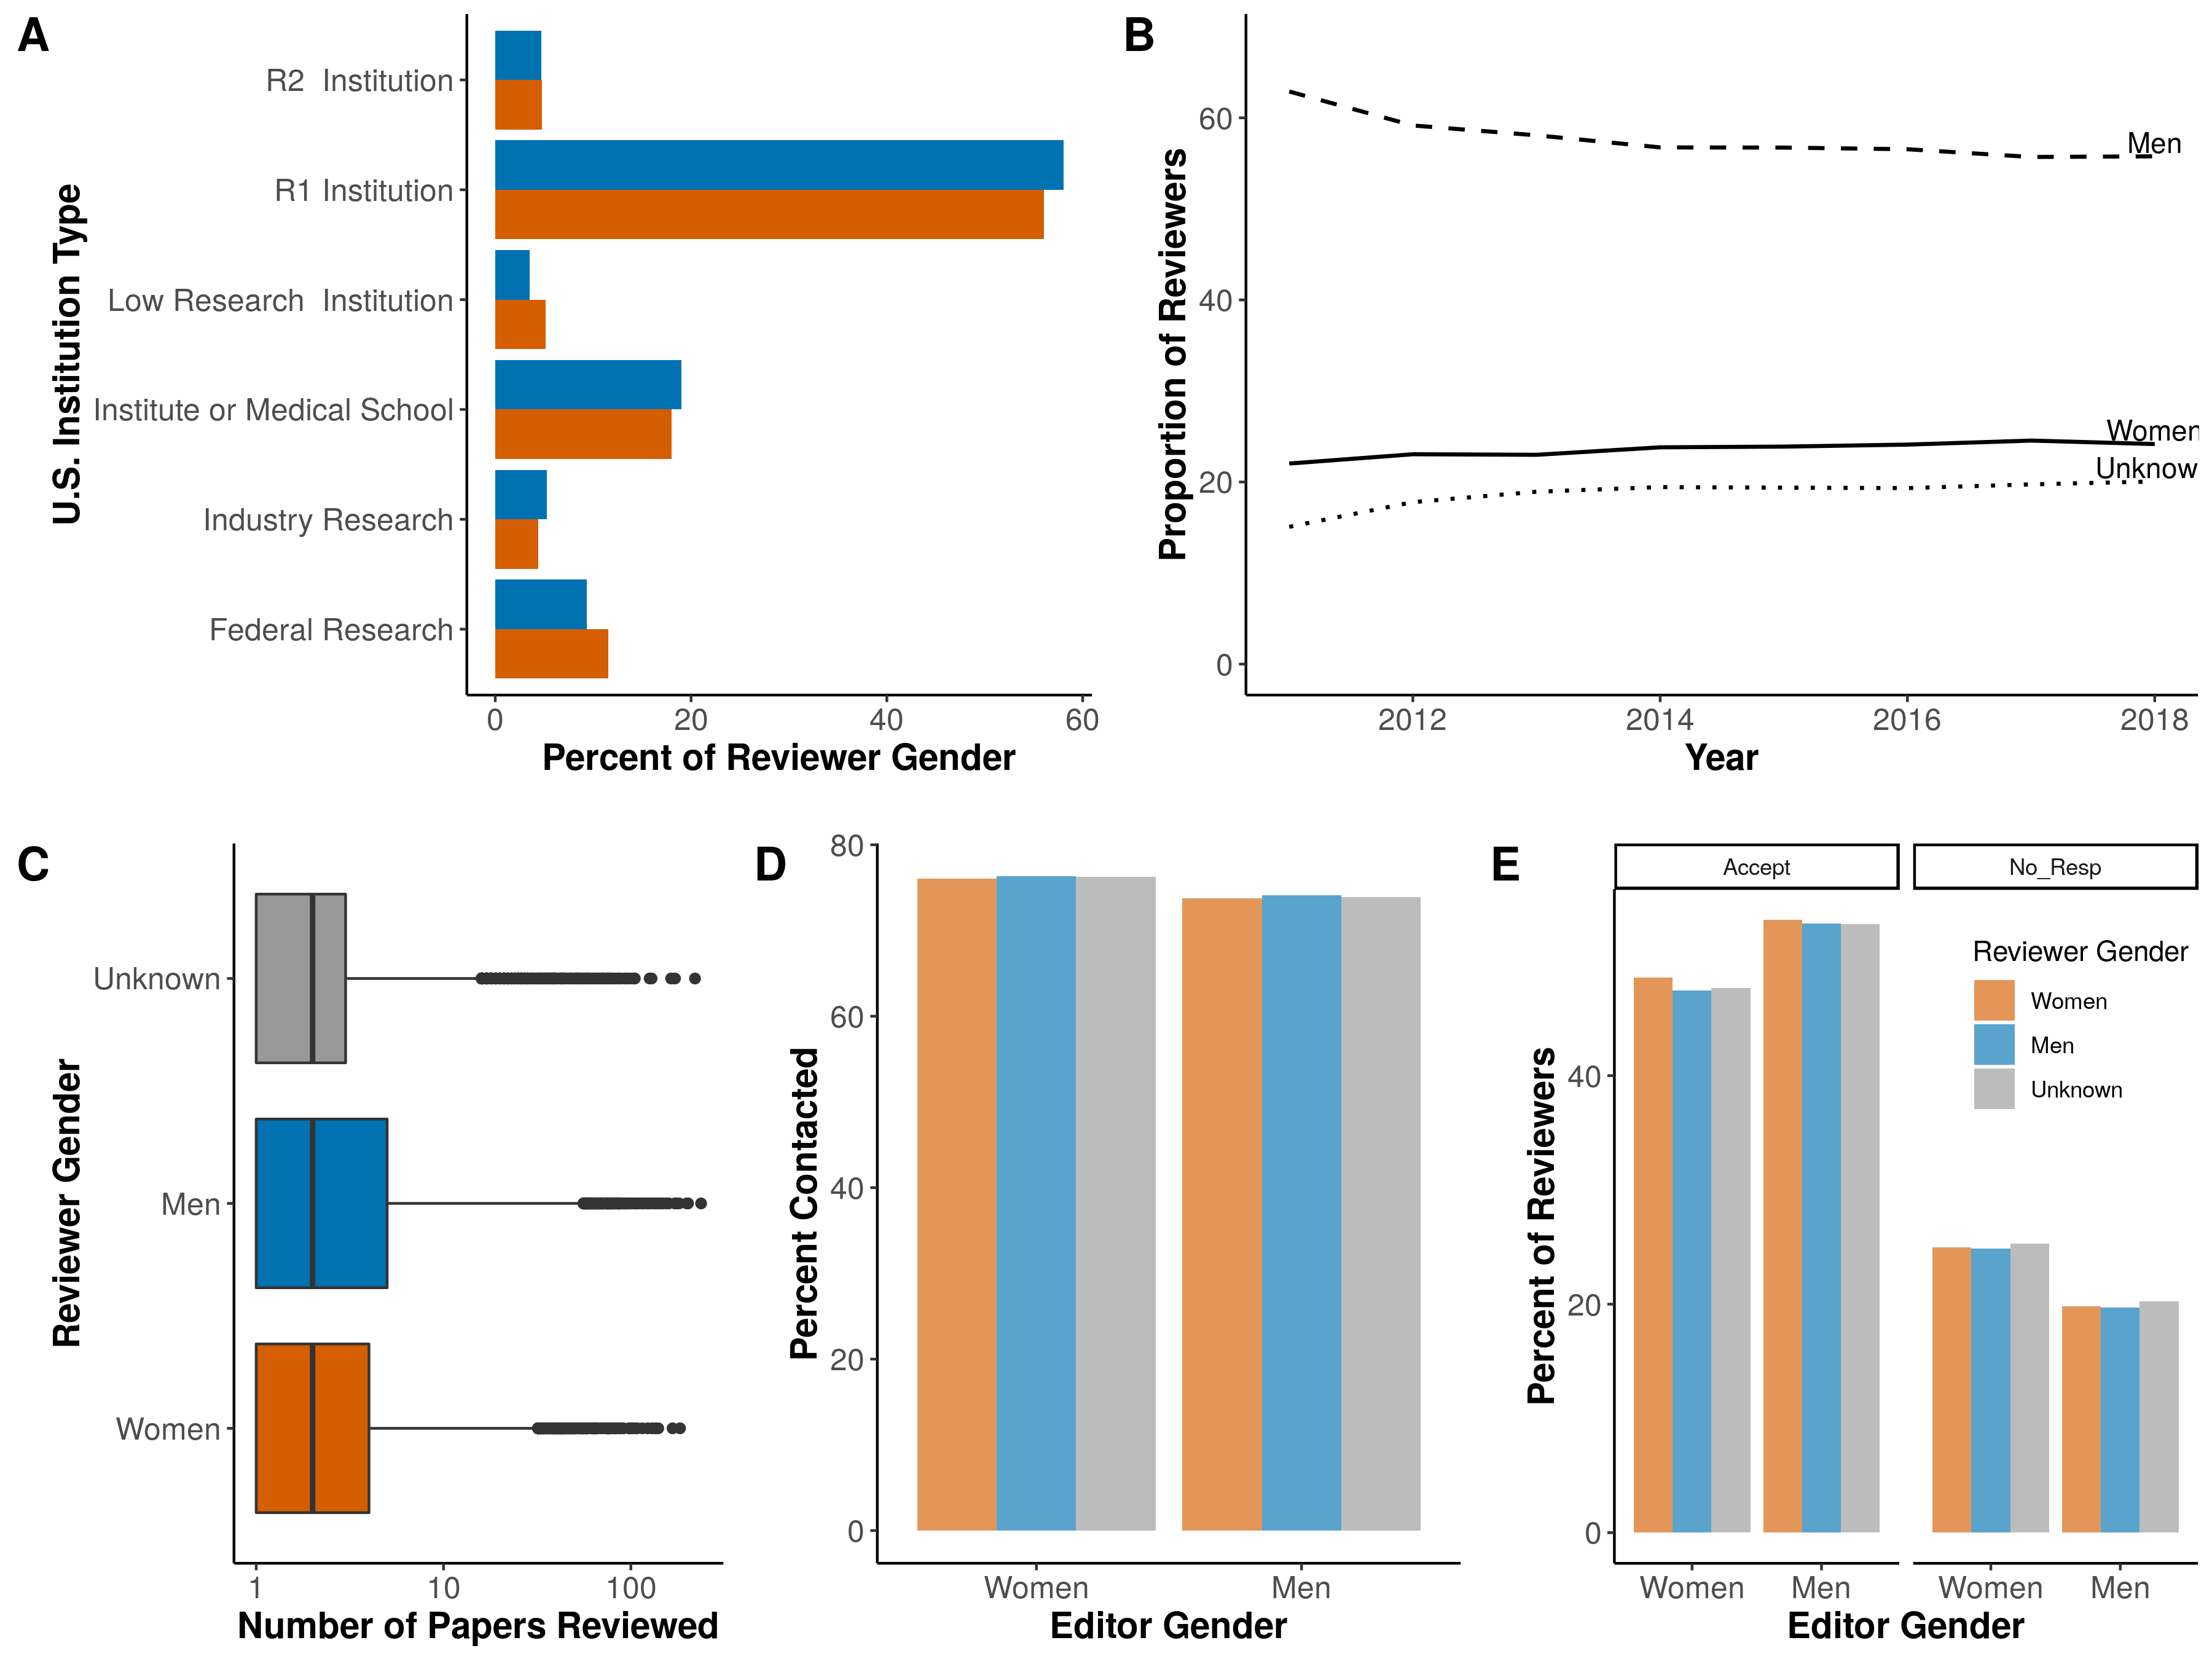 A
U.S. Institution Type
R2  Institution
R1 Institution
Low Research  Institution
Institute or Medical School
Industry Research
Federal Research
0 20 40 60
Percent of Reviewer Gender
B
Proportion of Reviewers
60
40
20
0
Men
Women
Unknow
2012 2014 2016 2018
Year
C
Reviewer Gender
Unknown
Men
Women
1 10 100
Number of Papers Reviewed
D
Percent Contacted
80
60
40
20
0
Women Men
Editor Gender
E
Accept No_Resp
Percent of Reviewers
40
20
0
Reviewer Gender
Women
Men
Unknown
Women Men Women Men
Editor Gender